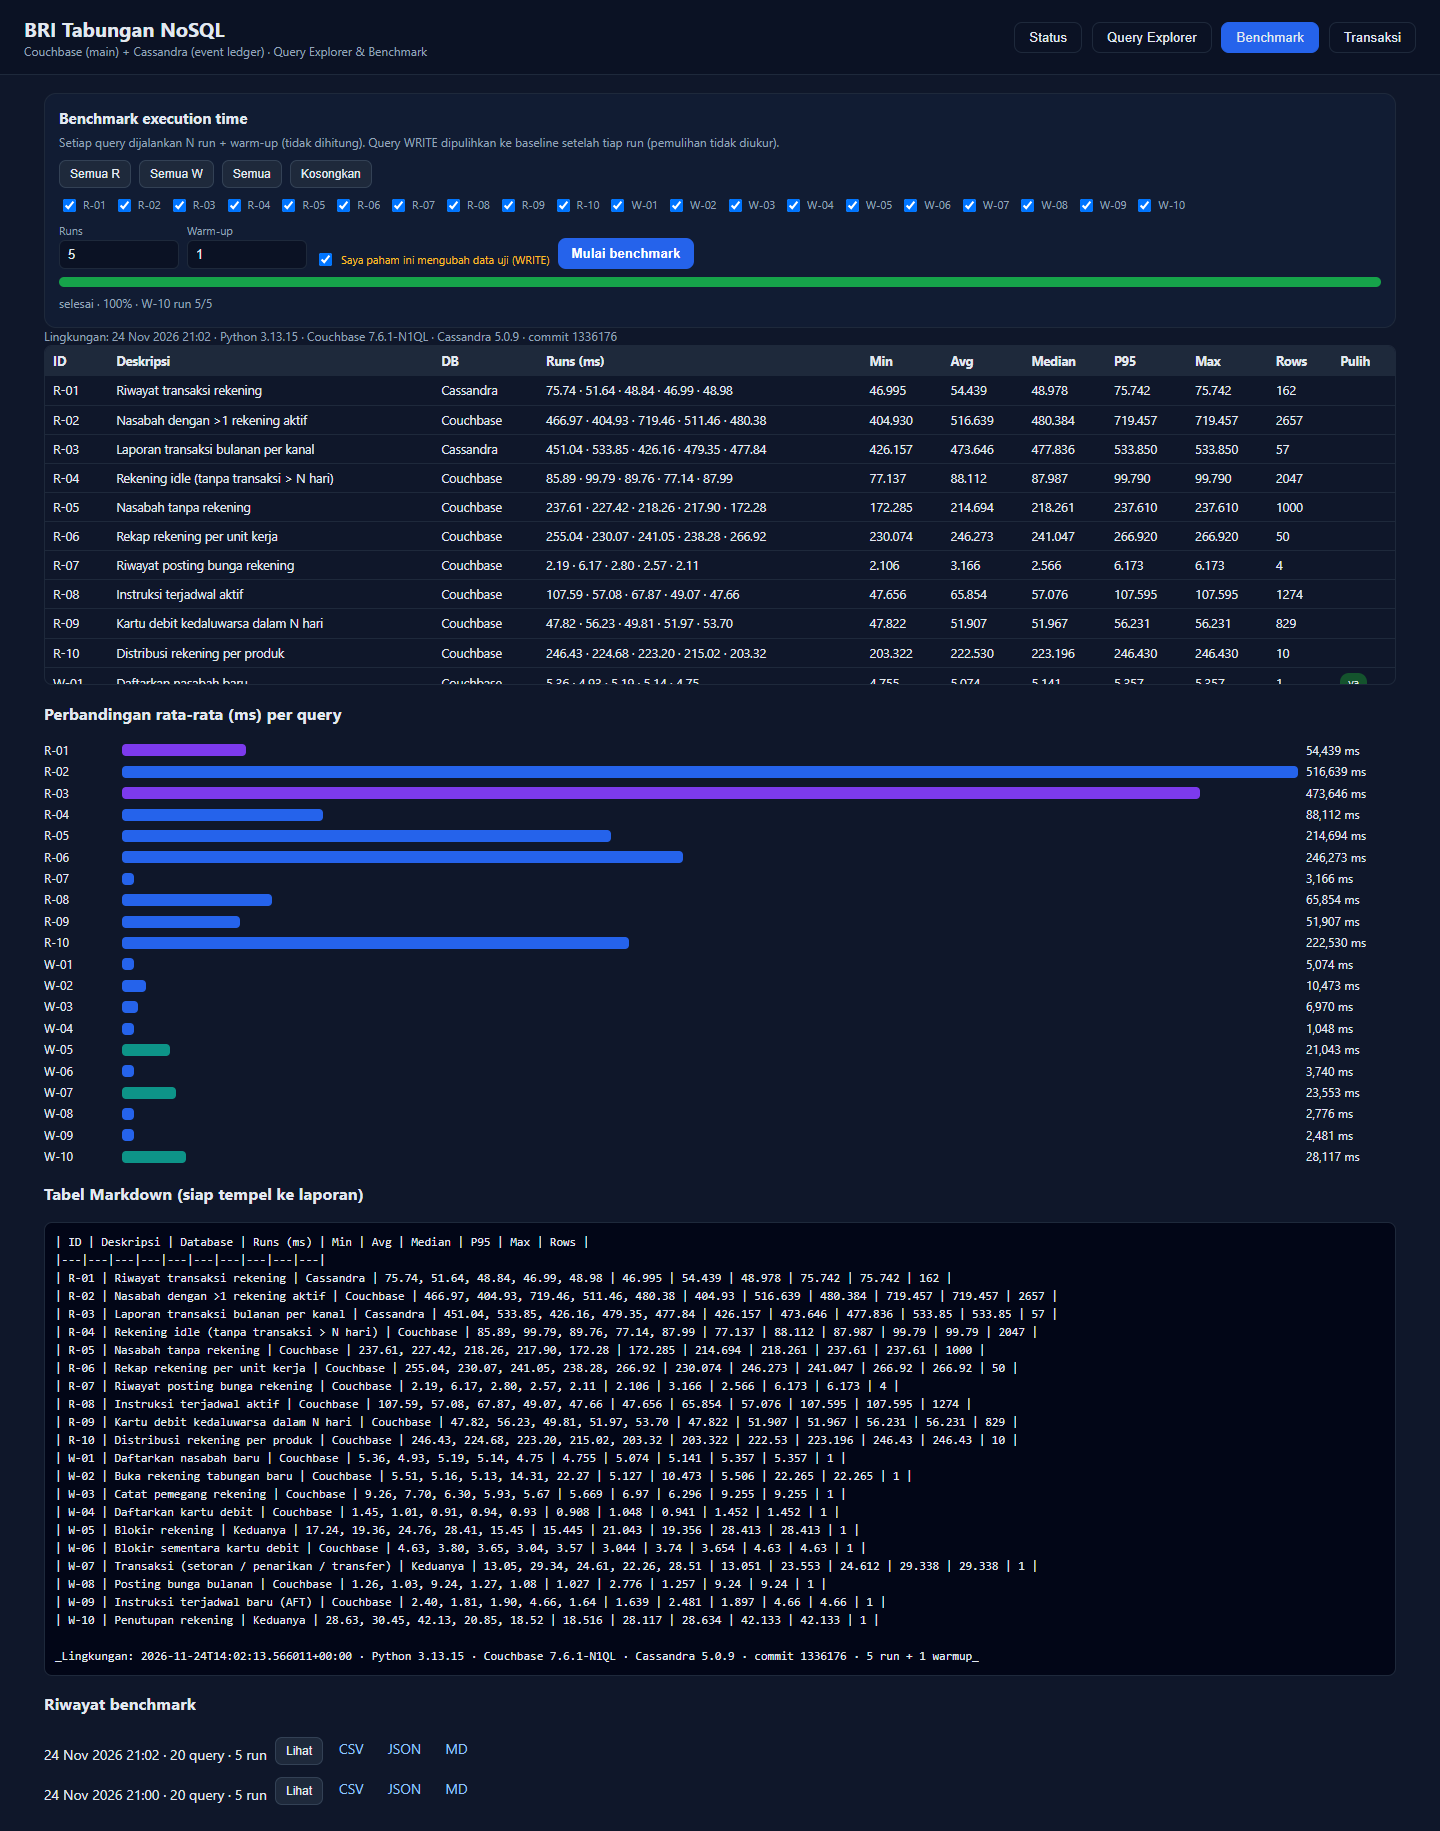 BRI Tabungan NoSQL
Couchbase (main) + Cassandra (event ledger) · Query Explorer & Benchmark
Status
Query Explorer
Benchmark
Transaksi
Benchmark execution time
Setiap query dijalankan N run + warm-up (tidak dihitung). Query WRITE dipulihkan ke baseline setelah tiap run (pemulihan tidak diukur).
Semua R
Semua W
Semua
Kosongkan
R-01 R-02 R-03 R-04 R-05 R-06 R-07 R-08 R-09 R-10 W-01 W-02 W-03 W-04 W-05 W-06 W-07 W-08 W-09 W-10
Runs Warm-up
5 1 Saya paham ini mengubah data uji (WRITE) Mulai benchmark
selesai · 100% · W-10 run 5/5
Lingkungan: 24 Nov 2026 21:02 · Python 3.13.15 · Couchbase 7.6.1-N1QL · Cassandra 5.0.9 · commit 1336176
ID Deskripsi DB Runs (ms) Min Avg Median P95 Max Rows Pulih
R-01 Riwayat transaksi rekening Cassandra 75.74 · 51.64 · 48.84 · 46.99 · 48.98 46.995 54.439 48.978 75.742 75.742 162
R-02 Nasabah dengan >1 rekening aktif Couchbase 466.97 · 404.93 · 719.46 · 511.46 · 480.38 404.930 516.639 480.384 719.457 719.457 2657
R-03 Laporan transaksi bulanan per kanal Cassandra 451.04 · 533.85 · 426.16 · 479.35 · 477.84 426.157 473.646 477.836 533.850 533.850 57
R-04 Rekening idle (tanpa transaksi > N hari) Couchbase 85.89 · 99.79 · 89.76 · 77.14 · 87.99 77.137 88.112 87.987 99.790 99.790 2047
R-05 Nasabah tanpa rekening Couchbase 237.61 · 227.42 · 218.26 · 217.90 · 172.28 172.285 214.694 218.261 237.610 237.610 1000
R-06 Rekap rekening per unit kerja Couchbase 255.04 · 230.07 · 241.05 · 238.28 · 266.92 230.074 246.273 241.047 266.920 266.920 50
R-07 Riwayat posting bunga rekening Couchbase 2.19 · 6.17 · 2.80 · 2.57 · 2.11 2.106 3.166 2.566 6.173 6.173 4
R-08 Instruksi terjadwal aktif Couchbase 107.59 · 57.08 · 67.87 · 49.07 · 47.66 47.656 65.854 57.076 107.595 107.595 1274
R-09 Kartu debit kedaluwarsa dalam N hari Couchbase 47.82 · 56.23 · 49.81 · 51.97 · 53.70 47.822 51.907 51.967 56.231 56.231 829
R-10 Distribusi rekening per produk Couchbase 246.43 · 224.68 · 223.20 · 215.02 · 203.32 203.322 222.530 223.196 246.430 246.430 10
W-01 Daftarkan nasabah baru Couchbase 5.36 · 4.93 · 5.19 · 5.14 · 4.75 4.755 5.074 5.141 5.357 5.357 1 ya
Perbandingan rata-rata (ms) per query
R-01 54,439 ms
R-02 516,639 ms
R-03 473,646 ms
R-04 88,112 ms
R-05 214,694 ms
R-06 246,273 ms
R-07 3,166 ms
R-08 65,854 ms
R-09 51,907 ms
R-10 222,530 ms
W-01 5,074 ms
W-02 10,473 ms
W-03 6,970 ms
W-04 1,048 ms
W-05 21,043 ms
W-06 3,740 ms
W-07 23,553 ms
W-08 2,776 ms
W-09 2,481 ms
W-10 28,117 ms
Tabel Markdown (siap tempel ke laporan)
| ID | Deskripsi | Database | Runs (ms) | Min | Avg | Median | P95 | Max | Rows |
|---|---|---|---|---|---|---|---|---|---|
| R-01 | Riwayat transaksi rekening | Cassandra | 75.74, 51.64, 48.84, 46.99, 48.98 | 46.995 | 54.439 | 48.978 | 75.742 | 75.742 | 162 |
| R-02 | Nasabah dengan >1 rekening aktif | Couchbase | 466.97, 404.93, 719.46, 511.46, 480.38 | 404.93 | 516.639 | 480.384 | 719.457 | 719.457 | 2657 |
| R-03 | Laporan transaksi bulanan per kanal | Cassandra | 451.04, 533.85, 426.16, 479.35, 477.84 | 426.157 | 473.646 | 477.836 | 533.85 | 533.85 | 57 |
| R-04 | Rekening idle (tanpa transaksi > N hari) | Couchbase | 85.89, 99.79, 89.76, 77.14, 87.99 | 77.137 | 88.112 | 87.987 | 99.79 | 99.79 | 2047 |
| R-05 | Nasabah tanpa rekening | Couchbase | 237.61, 227.42, 218.26, 217.90, 172.28 | 172.285 | 214.694 | 218.261 | 237.61 | 237.61 | 1000 |
| R-06 | Rekap rekening per unit kerja | Couchbase | 255.04, 230.07, 241.05, 238.28, 266.92 | 230.074 | 246.273 | 241.047 | 266.92 | 266.92 | 50 |
| R-07 | Riwayat posting bunga rekening | Couchbase | 2.19, 6.17, 2.80, 2.57, 2.11 | 2.106 | 3.166 | 2.566 | 6.173 | 6.173 | 4 |
| R-08 | Instruksi terjadwal aktif | Couchbase | 107.59, 57.08, 67.87, 49.07, 47.66 | 47.656 | 65.854 | 57.076 | 107.595 | 107.595 | 1274 |
| R-09 | Kartu debit kedaluwarsa dalam N hari | Couchbase | 47.82, 56.23, 49.81, 51.97, 53.70 | 47.822 | 51.907 | 51.967 | 56.231 | 56.231 | 829 |
| R-10 | Distribusi rekening per produk | Couchbase | 246.43, 224.68, 223.20, 215.02, 203.32 | 203.322 | 222.53 | 223.196 | 246.43 | 246.43 | 10 |
| W-01 | Daftarkan nasabah baru | Couchbase | 5.36, 4.93, 5.19, 5.14, 4.75 | 4.755 | 5.074 | 5.141 | 5.357 | 5.357 | 1 |
| W-02 | Buka rekening tabungan baru | Couchbase | 5.51, 5.16, 5.13, 14.31, 22.27 | 5.127 | 10.473 | 5.506 | 22.265 | 22.265 | 1 |
| W-03 | Catat pemegang rekening | Couchbase | 9.26, 7.70, 6.30, 5.93, 5.67 | 5.669 | 6.97 | 6.296 | 9.255 | 9.255 | 1 |
| W-04 | Daftarkan kartu debit | Couchbase | 1.45, 1.01, 0.91, 0.94, 0.93 | 0.908 | 1.048 | 0.941 | 1.452 | 1.452 | 1 |
| W-05 | Blokir rekening | Keduanya | 17.24, 19.36, 24.76, 28.41, 15.45 | 15.445 | 21.043 | 19.356 | 28.413 | 28.413 | 1 |
| W-06 | Blokir sementara kartu debit | Couchbase | 4.63, 3.80, 3.65, 3.04, 3.57 | 3.044 | 3.74 | 3.654 | 4.63 | 4.63 | 1 |
| W-07 | Transaksi (setoran / penarikan / transfer) | Keduanya | 13.05, 29.34, 24.61, 22.26, 28.51 | 13.051 | 23.553 | 24.612 | 29.338 | 29.338 | 1 |
| W-08 | Posting bunga bulanan | Couchbase | 1.26, 1.03, 9.24, 1.27, 1.08 | 1.027 | 2.776 | 1.257 | 9.24 | 9.24 | 1 |
| W-09 | Instruksi terjadwal baru (AFT) | Couchbase | 2.40, 1.81, 1.90, 4.66, 1.64 | 1.639 | 2.481 | 1.897 | 4.66 | 4.66 | 1 |
| W-10 | Penutupan rekening | Keduanya | 28.63, 30.45, 42.13, 20.85, 18.52 | 18.516 | 28.117 | 28.634 | 42.133 | 42.133 | 1 |
_Lingkungan: 2026-11-24T14:02:13.566011+00:00 · Python 3.13.15 · Couchbase 7.6.1-N1QL · Cassandra 5.0.9 · commit 1336176 · 5 run + 1 warmup_
Riwayat benchmark
24 Nov 2026 21:02 · 20 query · 5 run Lihat CSV JSON MD
24 Nov 2026 21:00 · 20 query · 5 run Lihat CSV JSON MD